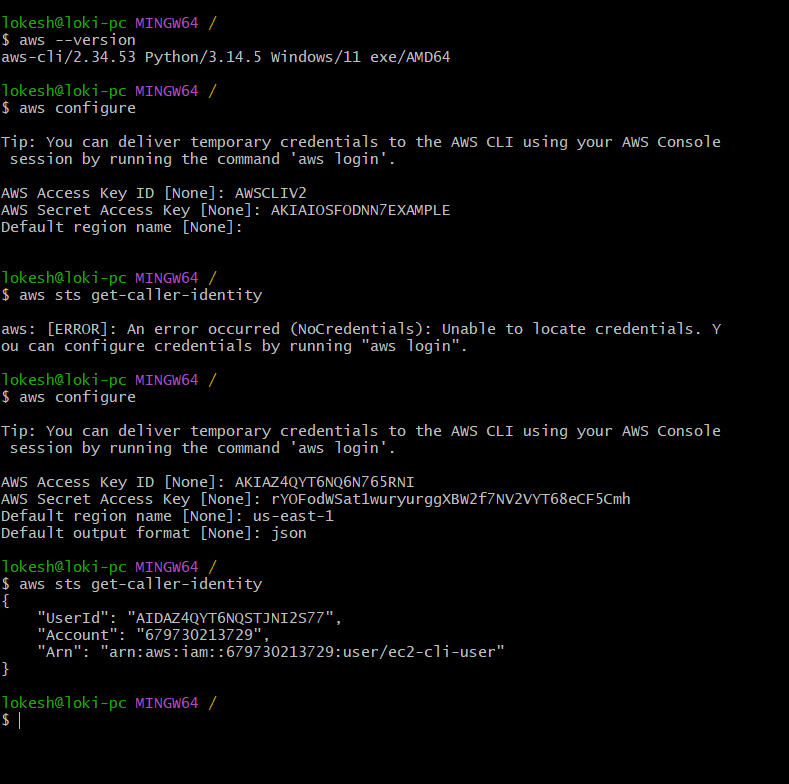 lokesh@loki-pc MINGW64 /
$ aws --version
aws-cli/2.34.53 Python/3.14.5 Windows/11 exe/AMD64
lokesh@loki-pc MINGW64 /
$ aws configure
Tip: You can deliver temporary credentials to the AWS CLI using your AWS Console
session by running the command 'aws login'.
AWS Access Key ID [None]: AWSCLIV2
AWS Secret Access Key [None]: AKIAIOSFODNN7EXAMPLE
Default region name [None]:
lokesh@loki-pc MINGW64 /
$ aws sts get-caller-identity
aws: [ERROR]: An error occurred (NoCredentials): Unable to locate credentials. Y
ou can configure credentials by running "aws login".
lokesh@loki-pc MINGW64 /
$ aws configure
Tip: You can deliver temporary credentials to the AWS CLI using your AWS Console
session by running the command 'aws login'.
AWS Access Key ID [None]: AKIAZ4QYT6NQ6N765RNI
AWS Secret Access Key [None]: rYOFodWSat1wuryurggXBW2f7NV2VYT68eCF5Cmh
Default region name [None]: us-east-1
Default output format [None]: json
lokesh@loki-pc MINGW64 /
$ aws sts get-caller-identity
{
"UserId": "AIDAZ4QYT6NQSTJNI2S77",
"Account": "679730213729",
"Arn": "arn:aws:iam::679730213729:user/ec2-cli-user"
}
lokesh@loki-pc MINGW64 /
$